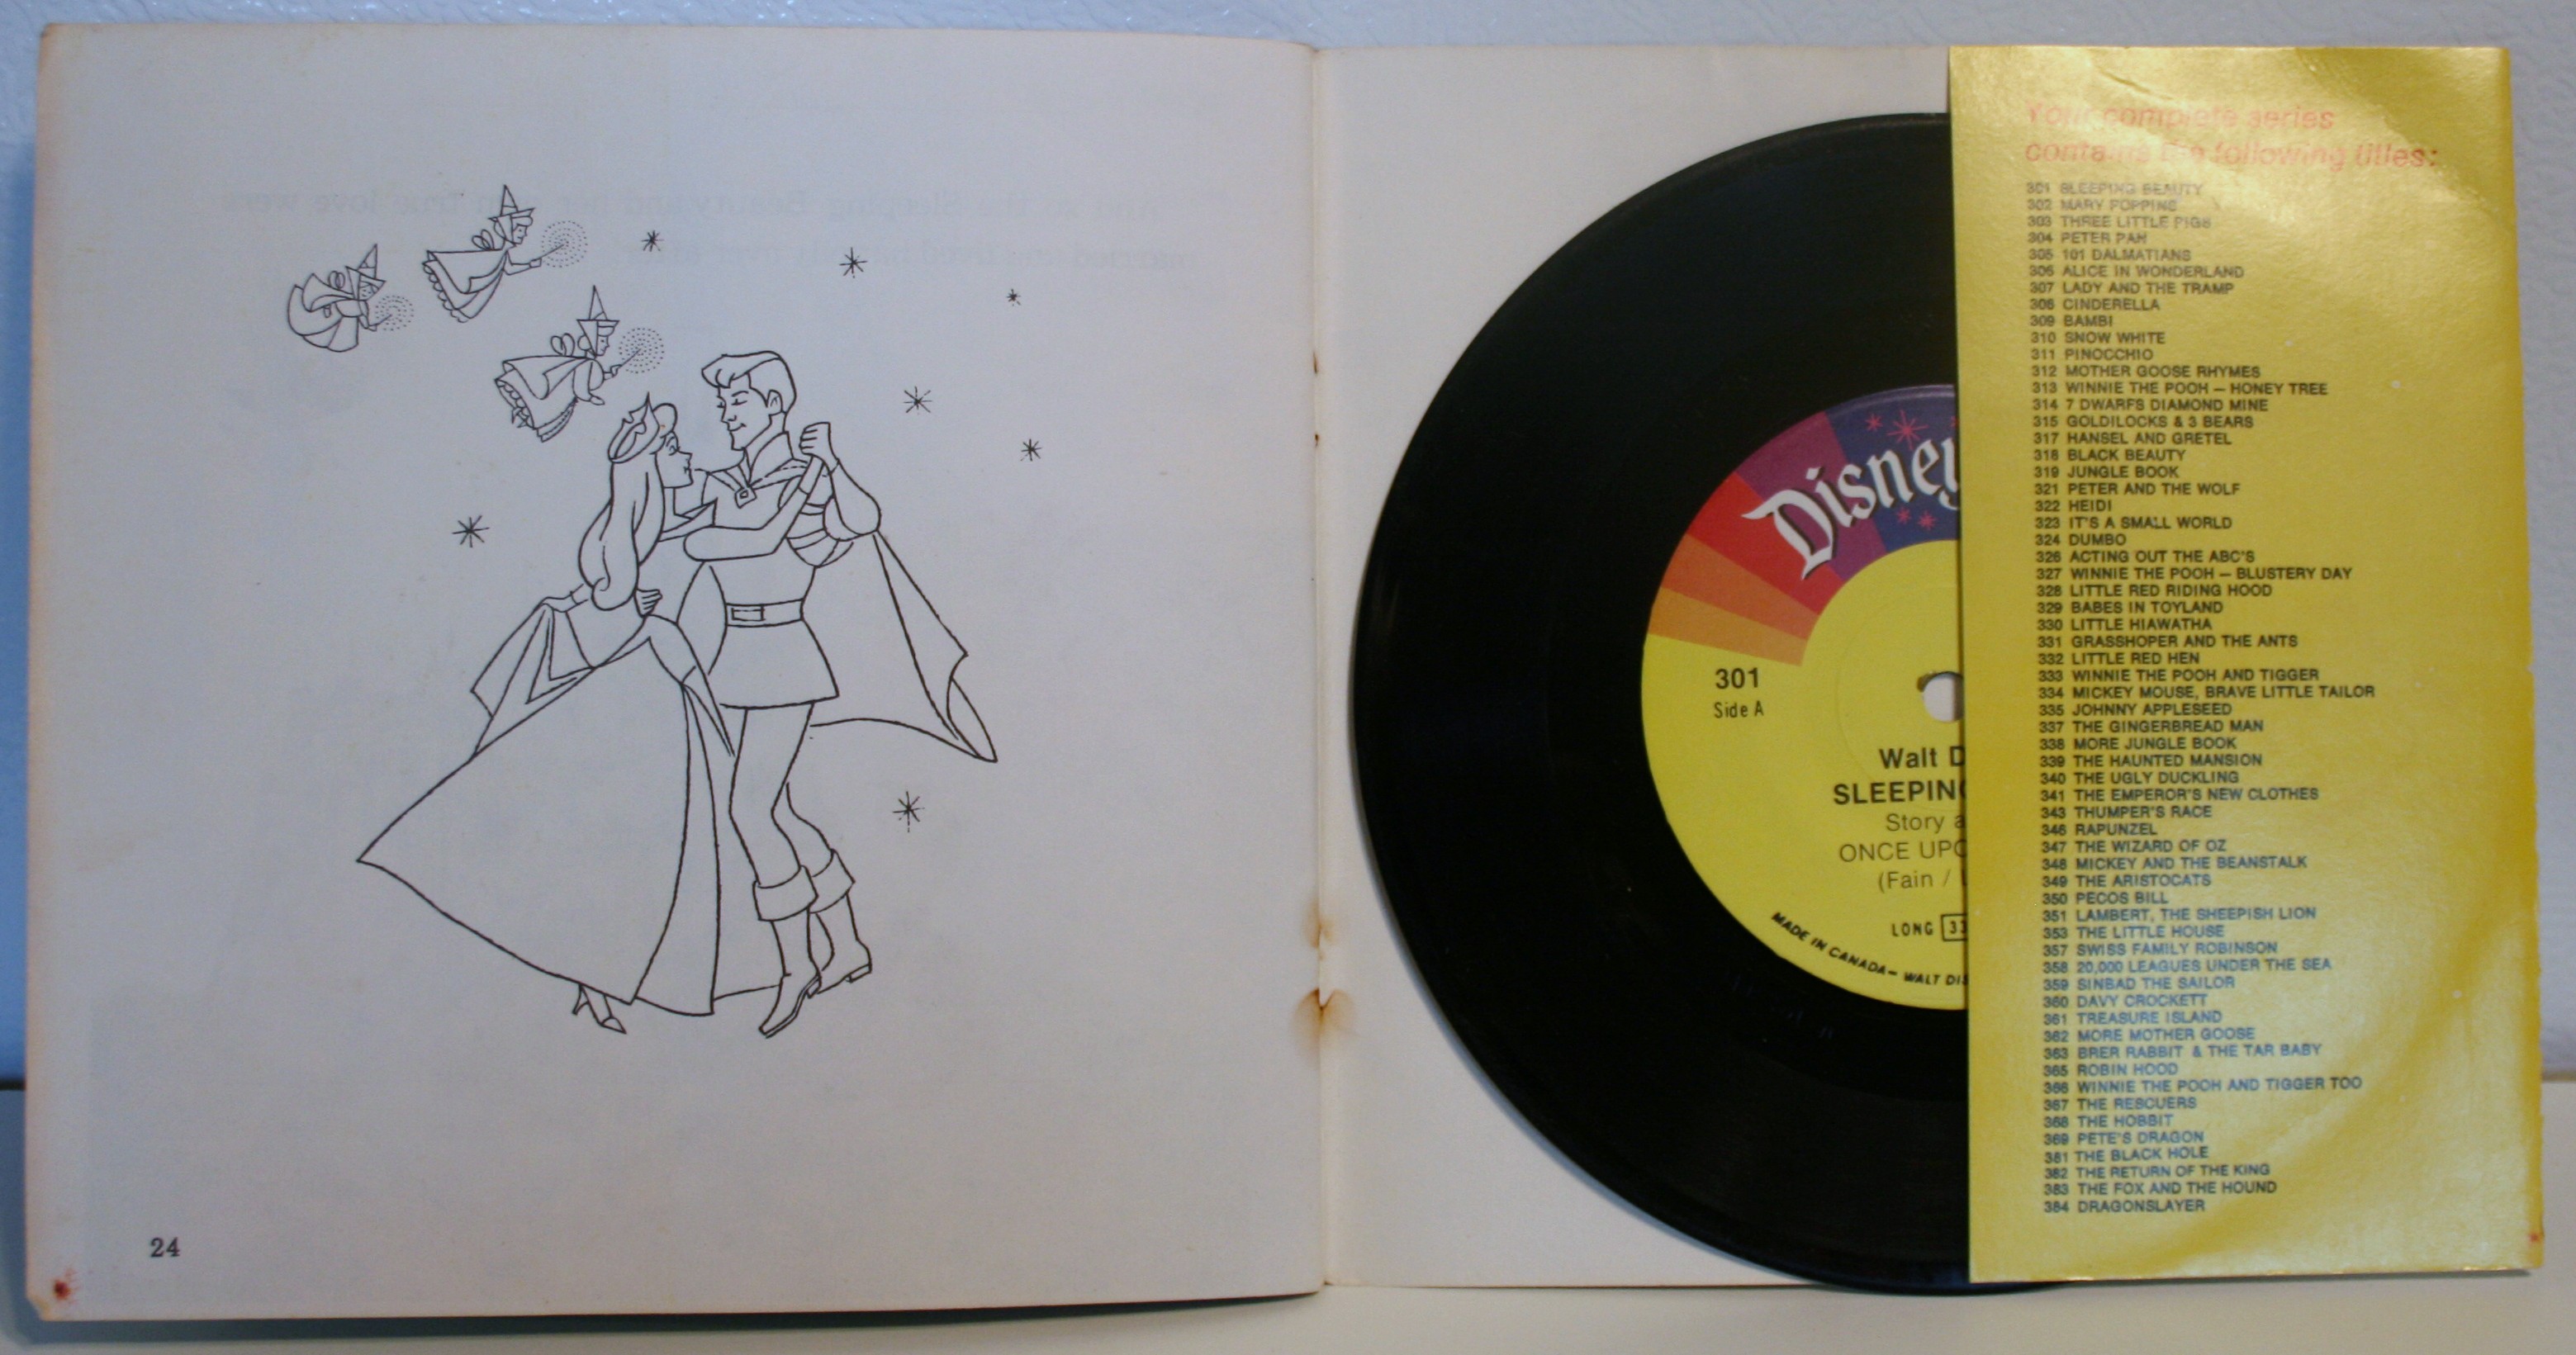 24
Disney
301
Side A
Walt D
SLEEPING
Story a
ONCE UPO
(Fain /
LONG 33
MADE IN CANADA — WALT DIS
Your complete series
contains the following titles:
301 SLEEPING BEAUTY
302 MARY POPPINS
303 THREE LITTLE PIGS
304 PETER PAN
305 101 DALMATIANS
306 ALICE IN WONDERLAND
307 LADY AND THE TRAMP
308 CINDERELLA
309 BAMBI
310 SNOW WHITE
311 PINOCCHIO
312 MOTHER GOOSE RHYMES
313 WINNIE THE POOH — HONEY TREE
314 7 DWARFS DIAMOND MINE
315 GOLDILOCKS & 3 BEARS
317 HANSEL AND GRETEL
318 BLACK BEAUTY
319 JUNGLE BOOK
321 PETER AND THE WOLF
322 HEIDI
323 IT'S A SMALL WORLD
324 DUMBO
326 ACTING OUT THE ABC'S
327 WINNIE THE POOH — BLUSTERY DAY
328 LITTLE RED RIDING HOOD
329 BABES IN TOYLAND
330 LITTLE HIAWATHA
331 GRASSHOPER AND THE ANTS
332 LITTLE RED HEN
333 WINNIE THE POOH AND TIGGER
334 MICKEY MOUSE, BRAVE LITTLE TAILOR
335 JOHNNY APPLESEED
337 THE GINGERBREAD MAN
338 MORE JUNGLE BOOK
339 THE HAUNTED MANSION
340 THE UGLY DUCKLING
341 THE EMPEROR'S NEW CLOTHES
343 THUMPER'S RACE
346 RAPUNZEL
347 THE WIZARD OF OZ
348 MICKEY AND THE BEANSTALK
349 THE ARISTOCATS
350 PECOS BILL
351 LAMBERT, THE SHEEPISH LION
353 THE LITTLE HOUSE
357 SWISS FAMILY ROBINSON
358 20,000 LEAGUES UNDER THE SEA
359 SINBAD THE SAILOR
360 DAVY CROCKETT
361 TREASURE ISLAND
362 MORE MOTHER GOOSE
363 BRER RABBIT & THE TAR BABY
365 ROBIN HOOD
366 WINNIE THE POOH AND TIGGER TOO
367 THE RESCUERS
368 THE HOBBIT
369 PETE'S DRAGON
381 THE BLACK HOLE
382 THE RETURN OF THE KING
383 THE FOX AND THE HOUND
384 DRAGONSLAYER